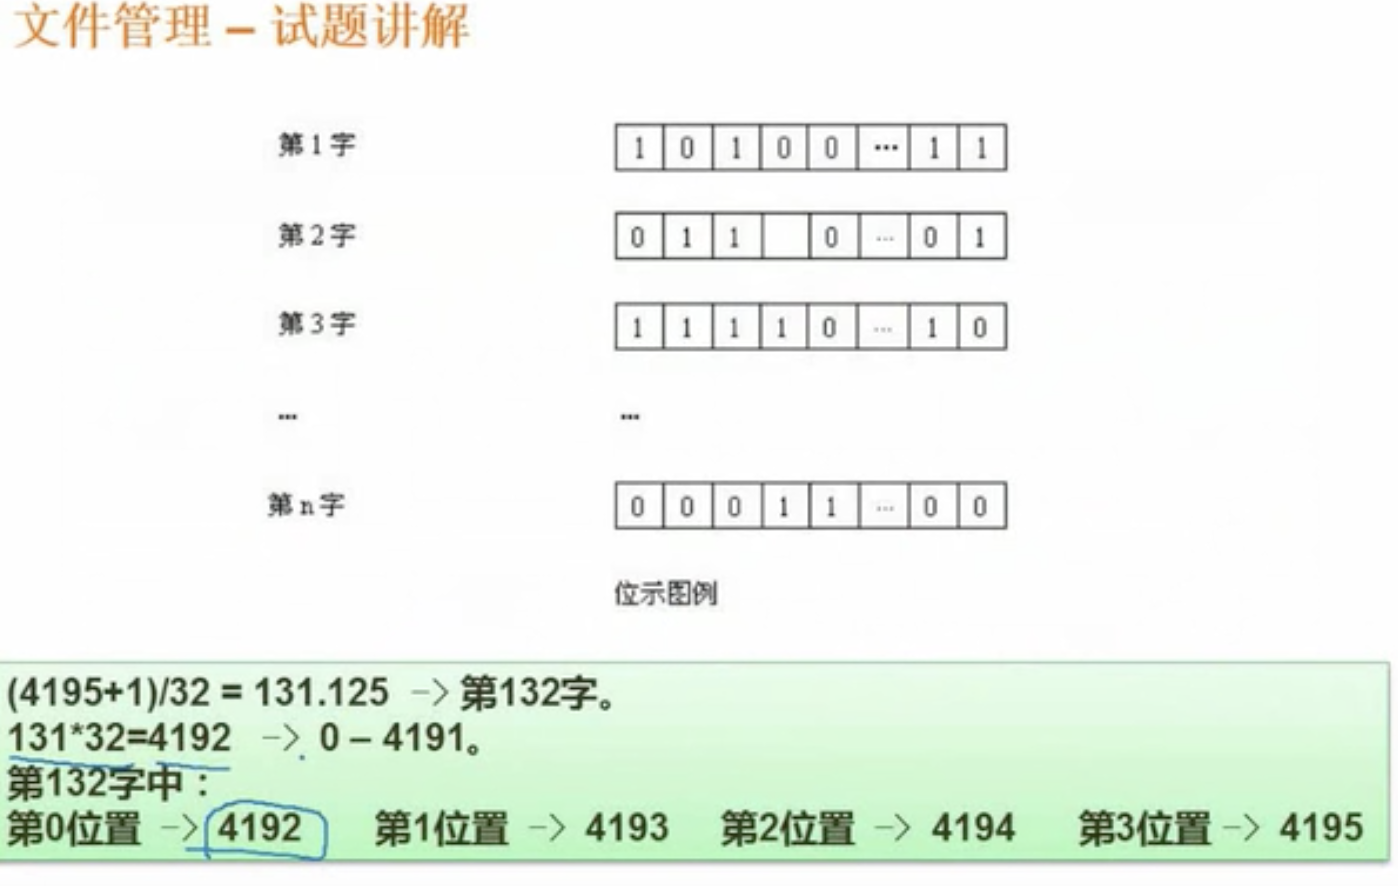 文件管理 – 试题讲解
第1字 1 0 1 0 0 ··· 1 1
第2字 0 1 1 0 ··· 0 1
第3字 1 1 1 1 0 ··· 1 0
··· ···
第n字 0 0 0 1 1 ··· 0 0
位示图例
(4195+1)/32 = 131.125 –> 第132字。
131*32=4192 –> 0 – 4191。
第132字中：
第0位置 –> 4192 第1位置 –> 4193 第2位置 –> 4194 第3位置 –> 4195